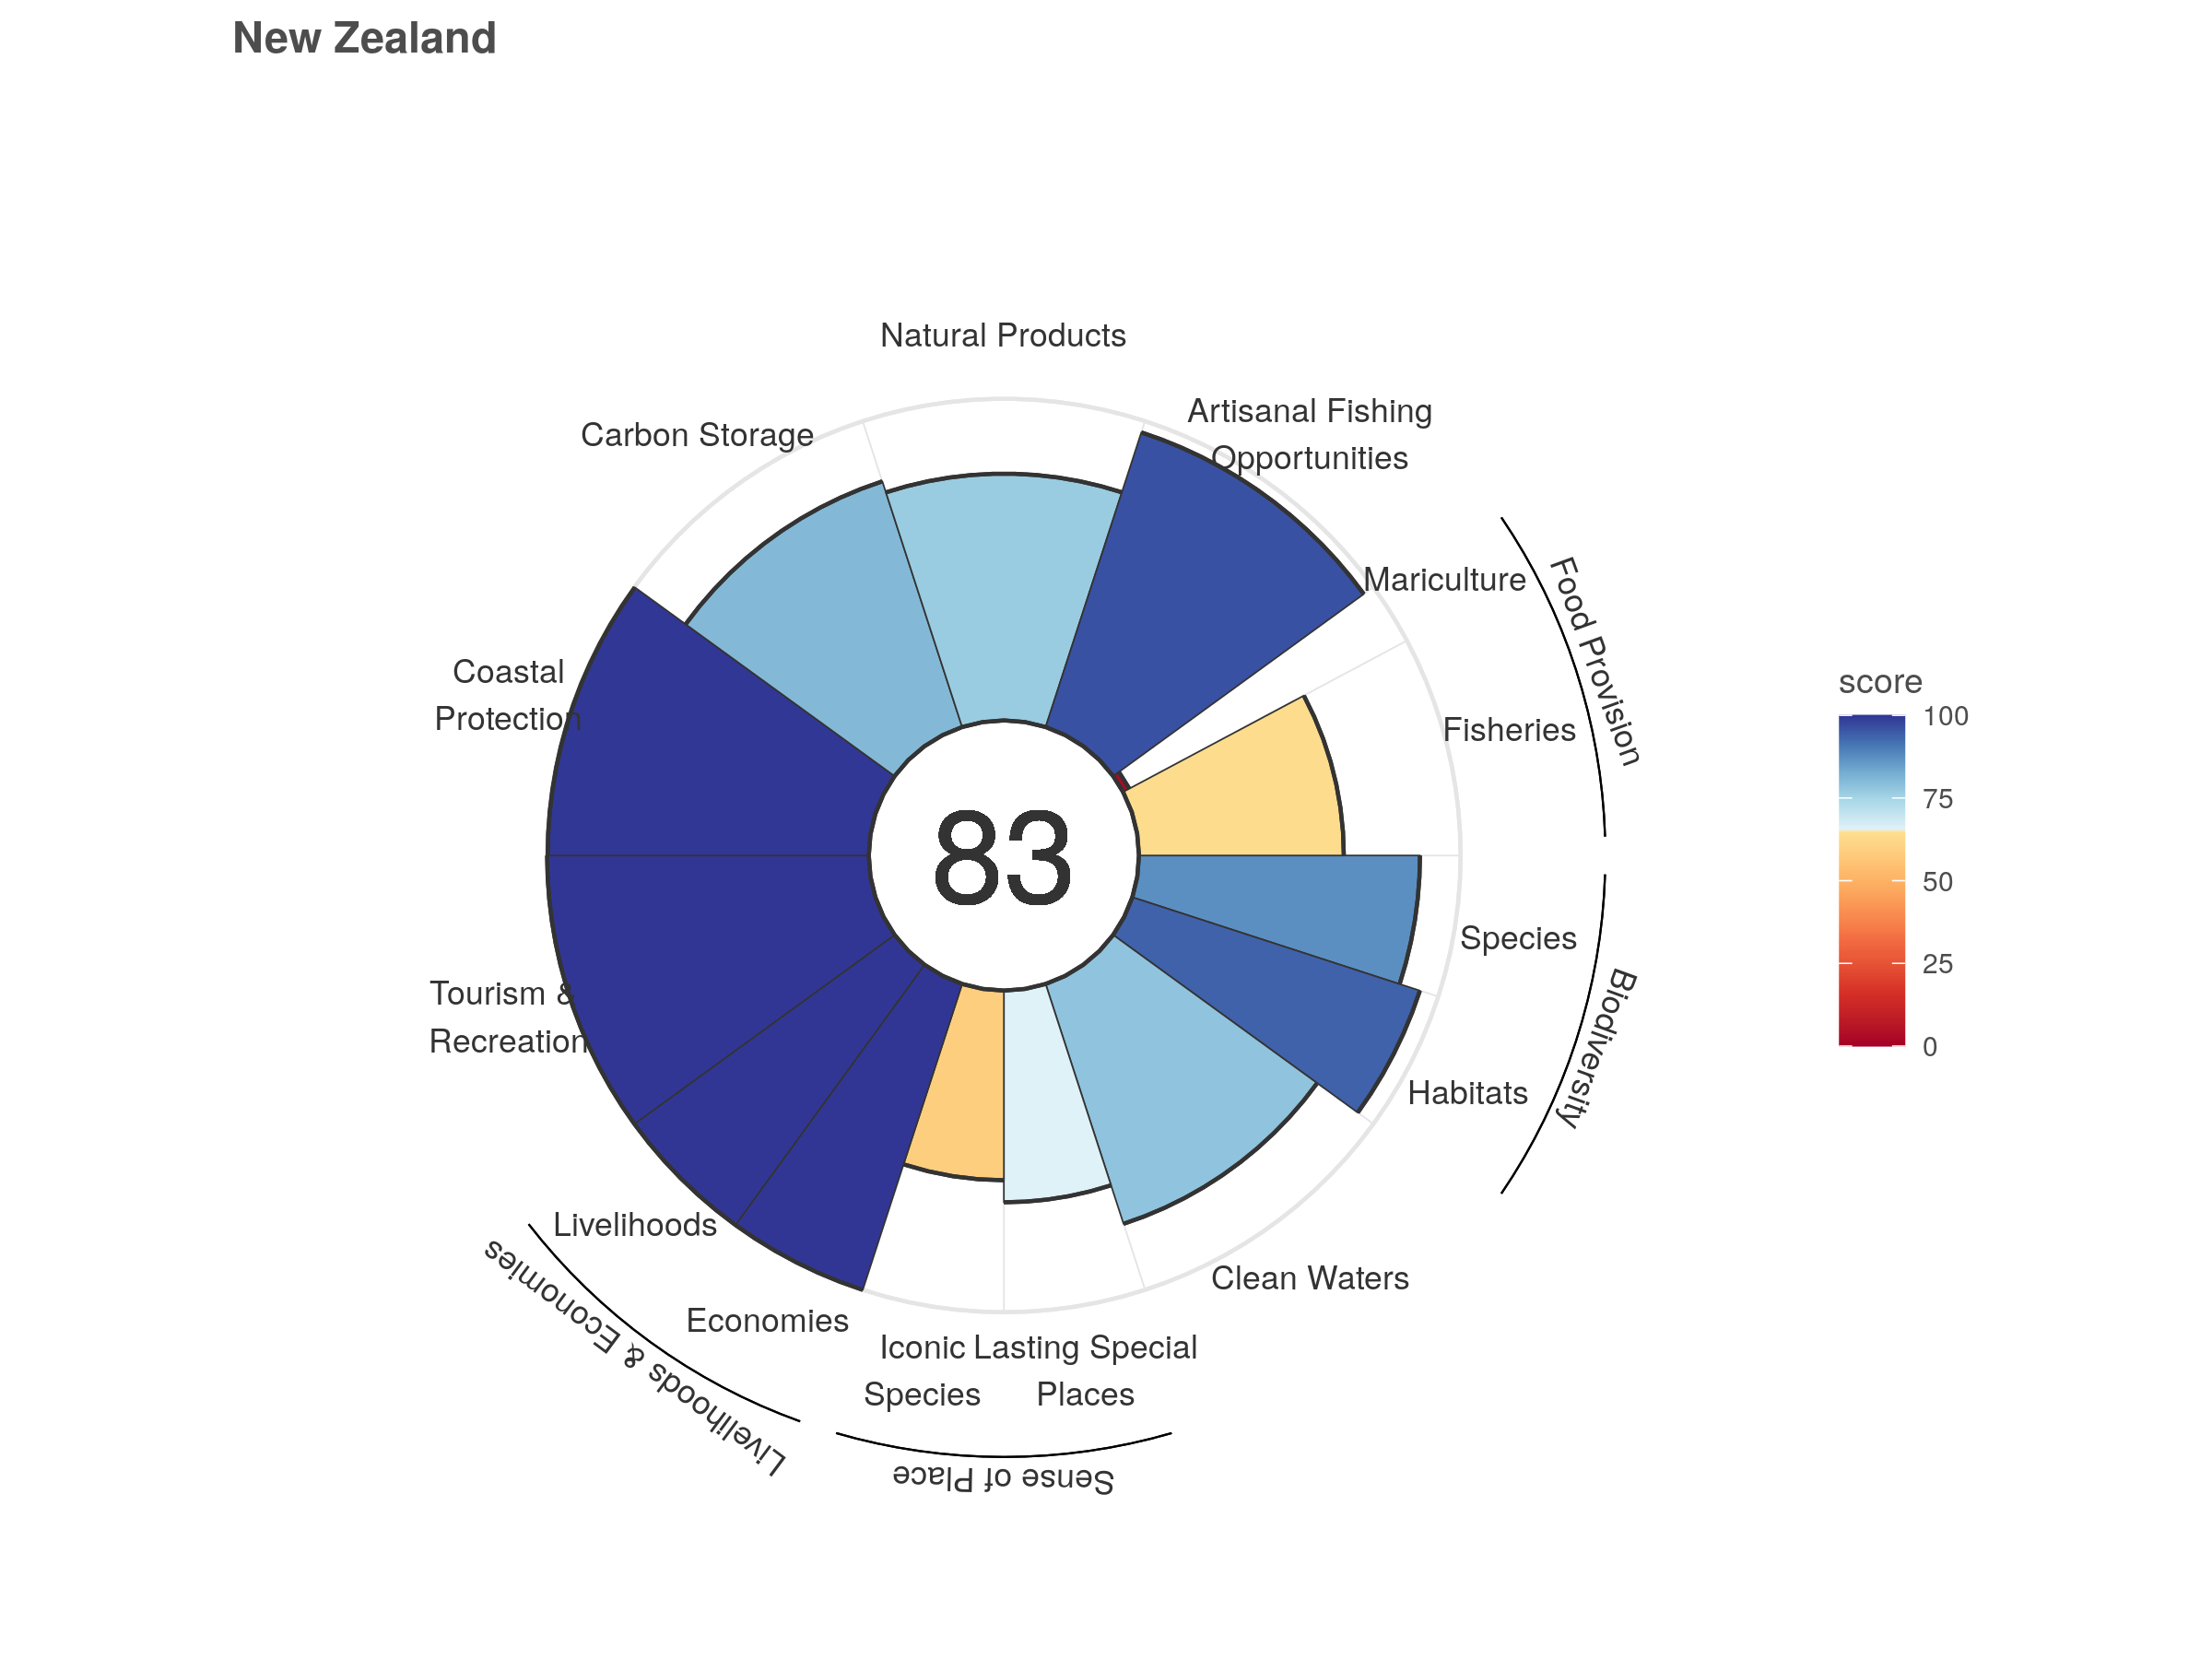 New Zealand
Natural Products
Artisanal Fishing
Opportunities
Carbon Storage
Mariculture
Food Provision
Fisheries
Coastal
Protection
83
score
100
75
50
25
0
Species
Biodiversity
Habitats
Tourism &
Recreation
Livelihoods
Livelihoods & Economies
Economies
Clean Waters
Iconic
Species
Lasting Special
Places
Sense of Place